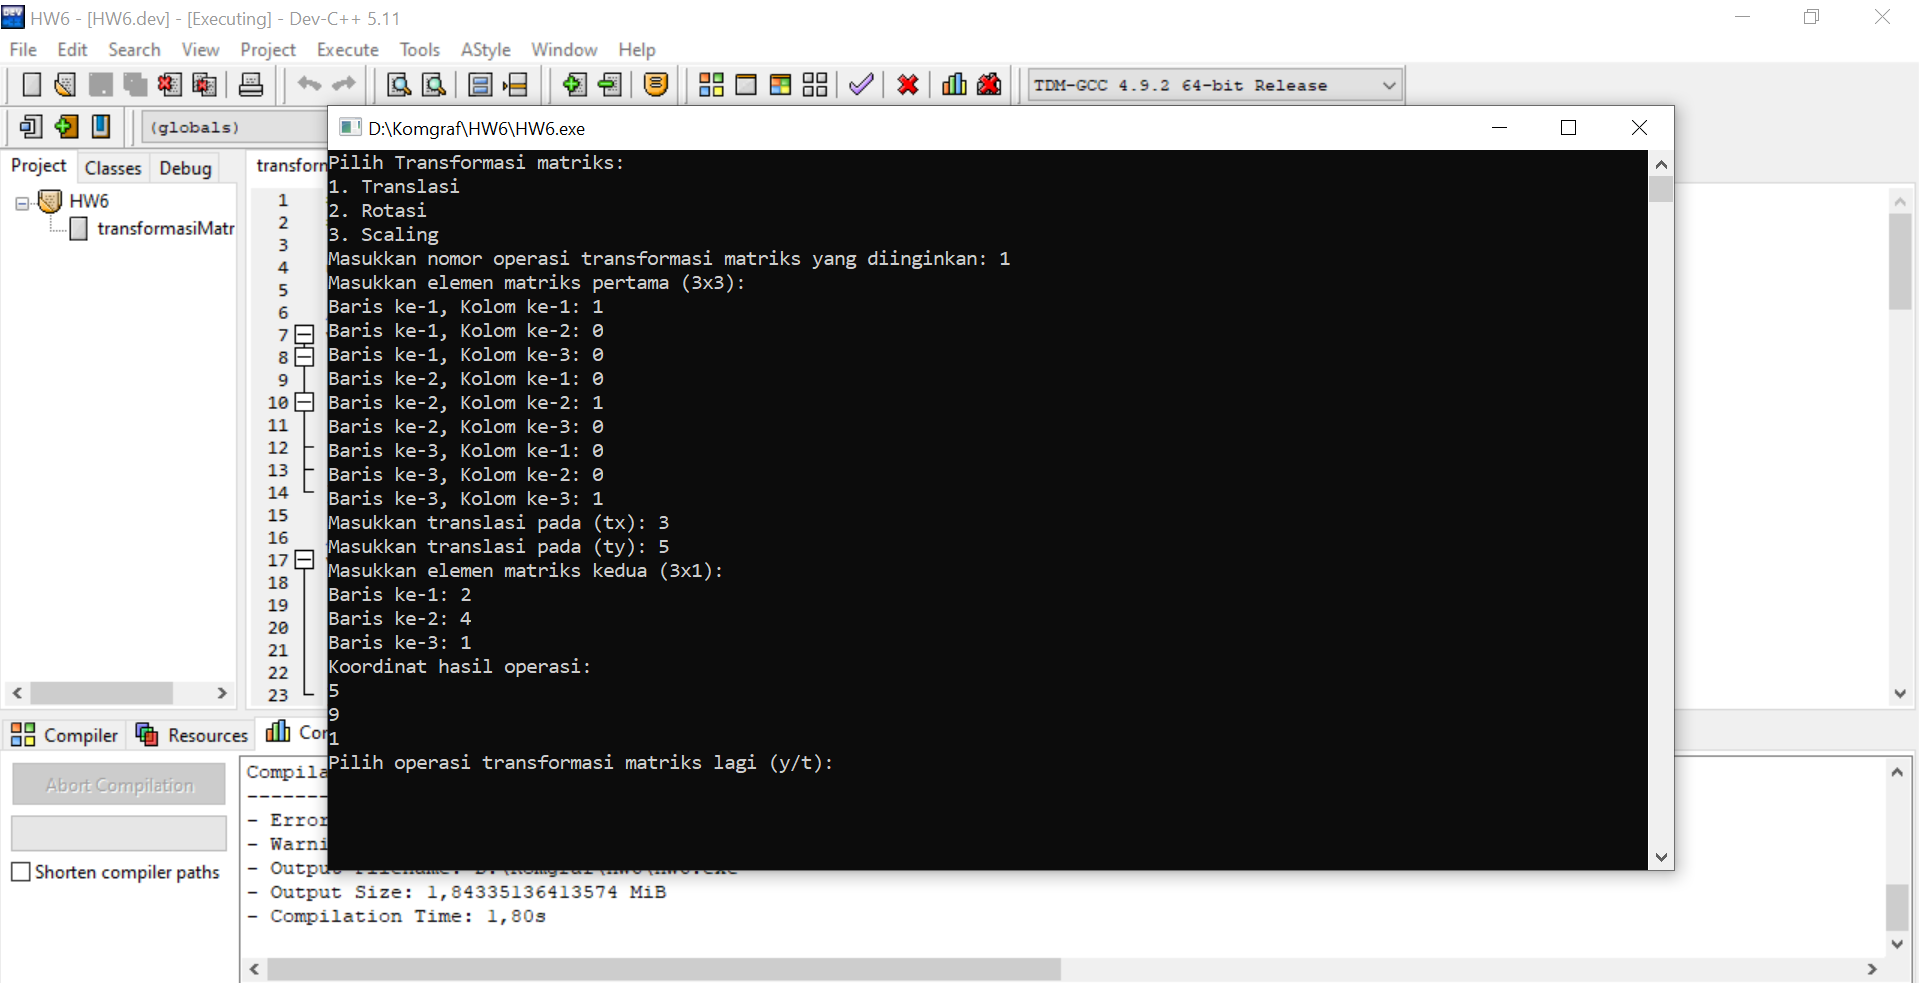 HW6 - [HW6.dev] - [Executing] - Dev-C++ 5.11
File Edit Search View Project Execute Tools AStyle Window Help
TDM-GCC 4.9.2 64-bit Release
(globals)
Project Classes Debug
HW6
transformasiMatr
transform
1
2
3
4
5
6
7
8
9
10
11
12
13
14
15
16
17
18
19
20
21
22
23
D:\Komgraf\HW6\HW6.exe
Pilih Transformasi matriks:
1. Translasi
2. Rotasi
3. Scaling
Masukkan nomor operasi transformasi matriks yang diinginkan: 1
Masukkan elemen matriks pertama (3x3):
Baris ke-1, Kolom ke-1: 1
Baris ke-1, Kolom ke-2: 0
Baris ke-1, Kolom ke-3: 0
Baris ke-2, Kolom ke-1: 0
Baris ke-2, Kolom ke-2: 1
Baris ke-2, Kolom ke-3: 0
Baris ke-3, Kolom ke-1: 0
Baris ke-3, Kolom ke-2: 0
Baris ke-3, Kolom ke-3: 1
Masukkan translasi pada (tx): 3
Masukkan translasi pada (ty): 5
Masukkan elemen matriks kedua (3x1):
Baris ke-1: 2
Baris ke-2: 4
Baris ke-3: 1
Koordinat hasil operasi:
5
9
1
Pilih operasi transformasi matriks lagi (y/t):
Compiler Resources Com
Abort Compilation
Shorten compiler paths
Compila
-------
- Error
- Warni
- Output Filename: D:\Komgraf\HW6\HW6.exe
- Output Size: 1,84335136413574 MiB
- Compilation Time: 1,80s